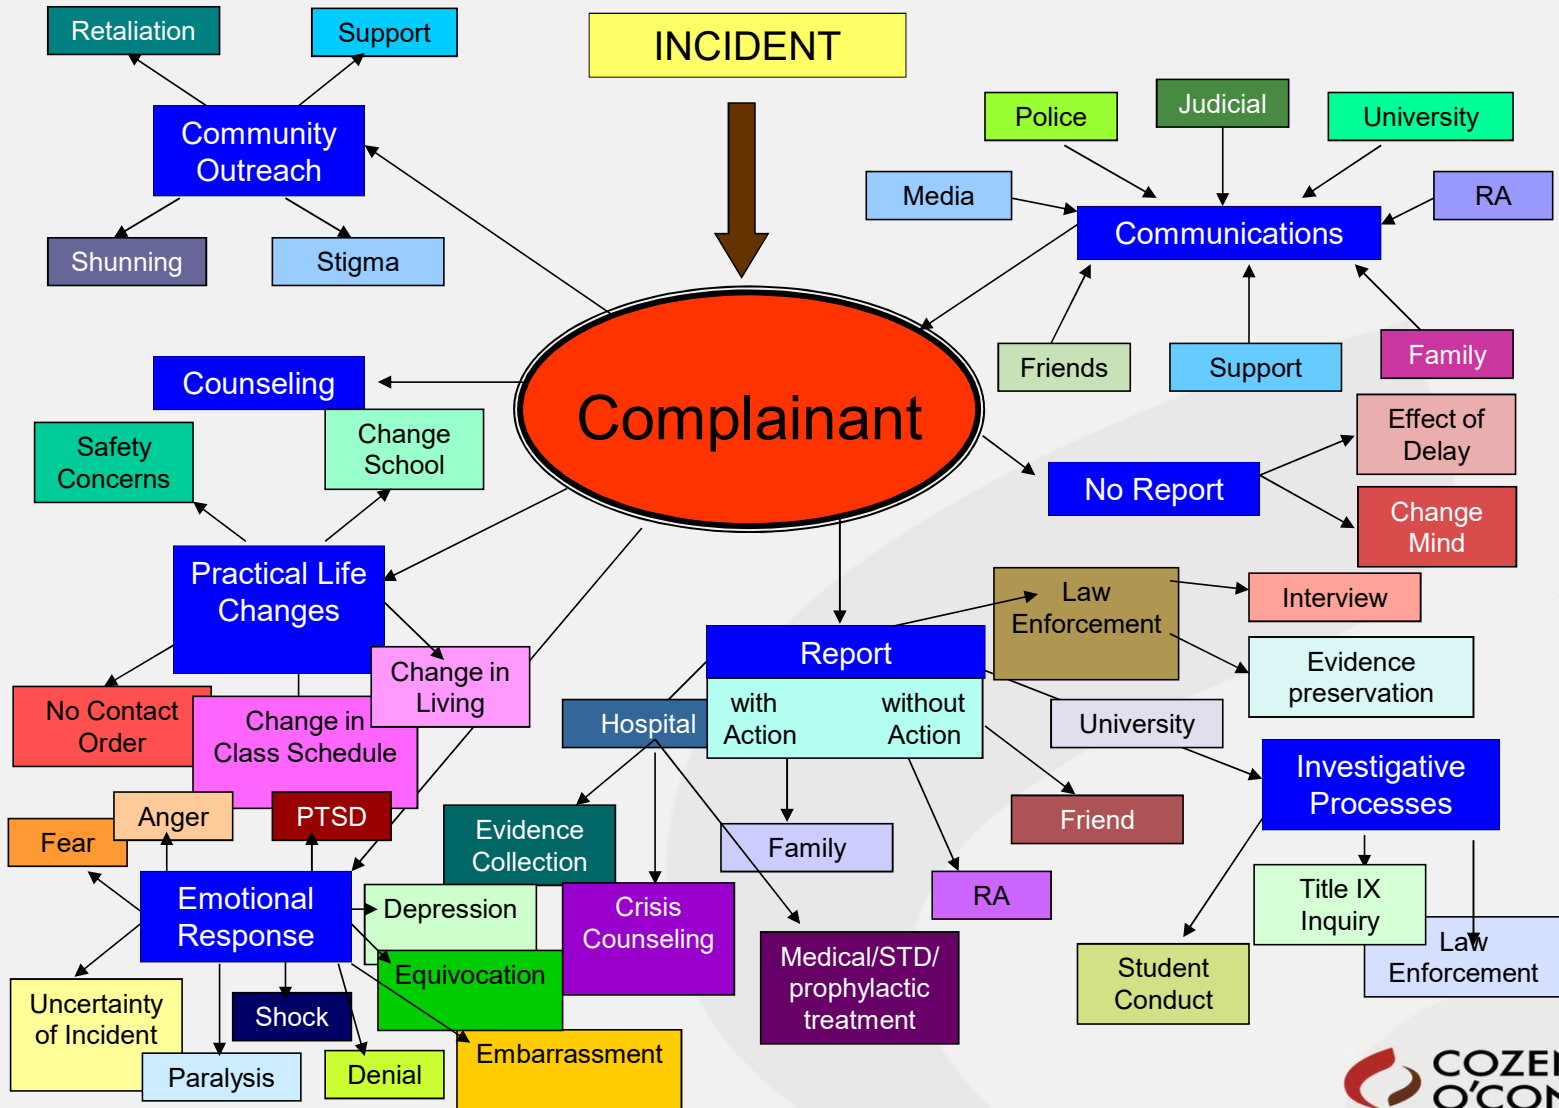 INCIDENT
Retaliation
Support
Community
Outreach
Shunning
Stigma
Police
Judicial
University
Media
RA
Communications
Friends
Support
Family
Complainant
Counseling
Safety
Concerns
Change
School
Practical Life
Changes
No Contact
Order
Change in
Class Schedule
Change in
Living
No Report
Effect of
Delay
Change
Mind
Report
with
Action
without
Action
Law
Enforcement
Interview
Evidence
preservation
Hospital
University
Investigative
Processes
Evidence
Collection
Crisis
Counseling
Medical/STD/
prophylactic
treatment
Family
RA
Friend
Student
Conduct
Title IX
Inquiry
Law
Enforcement
Fear
Anger
PTSD
Emotional
Response
Depression
Equivocation
Embarrassment
Uncertainty
of Incident
Paralysis
Shock
Denial
COZE
O'CON